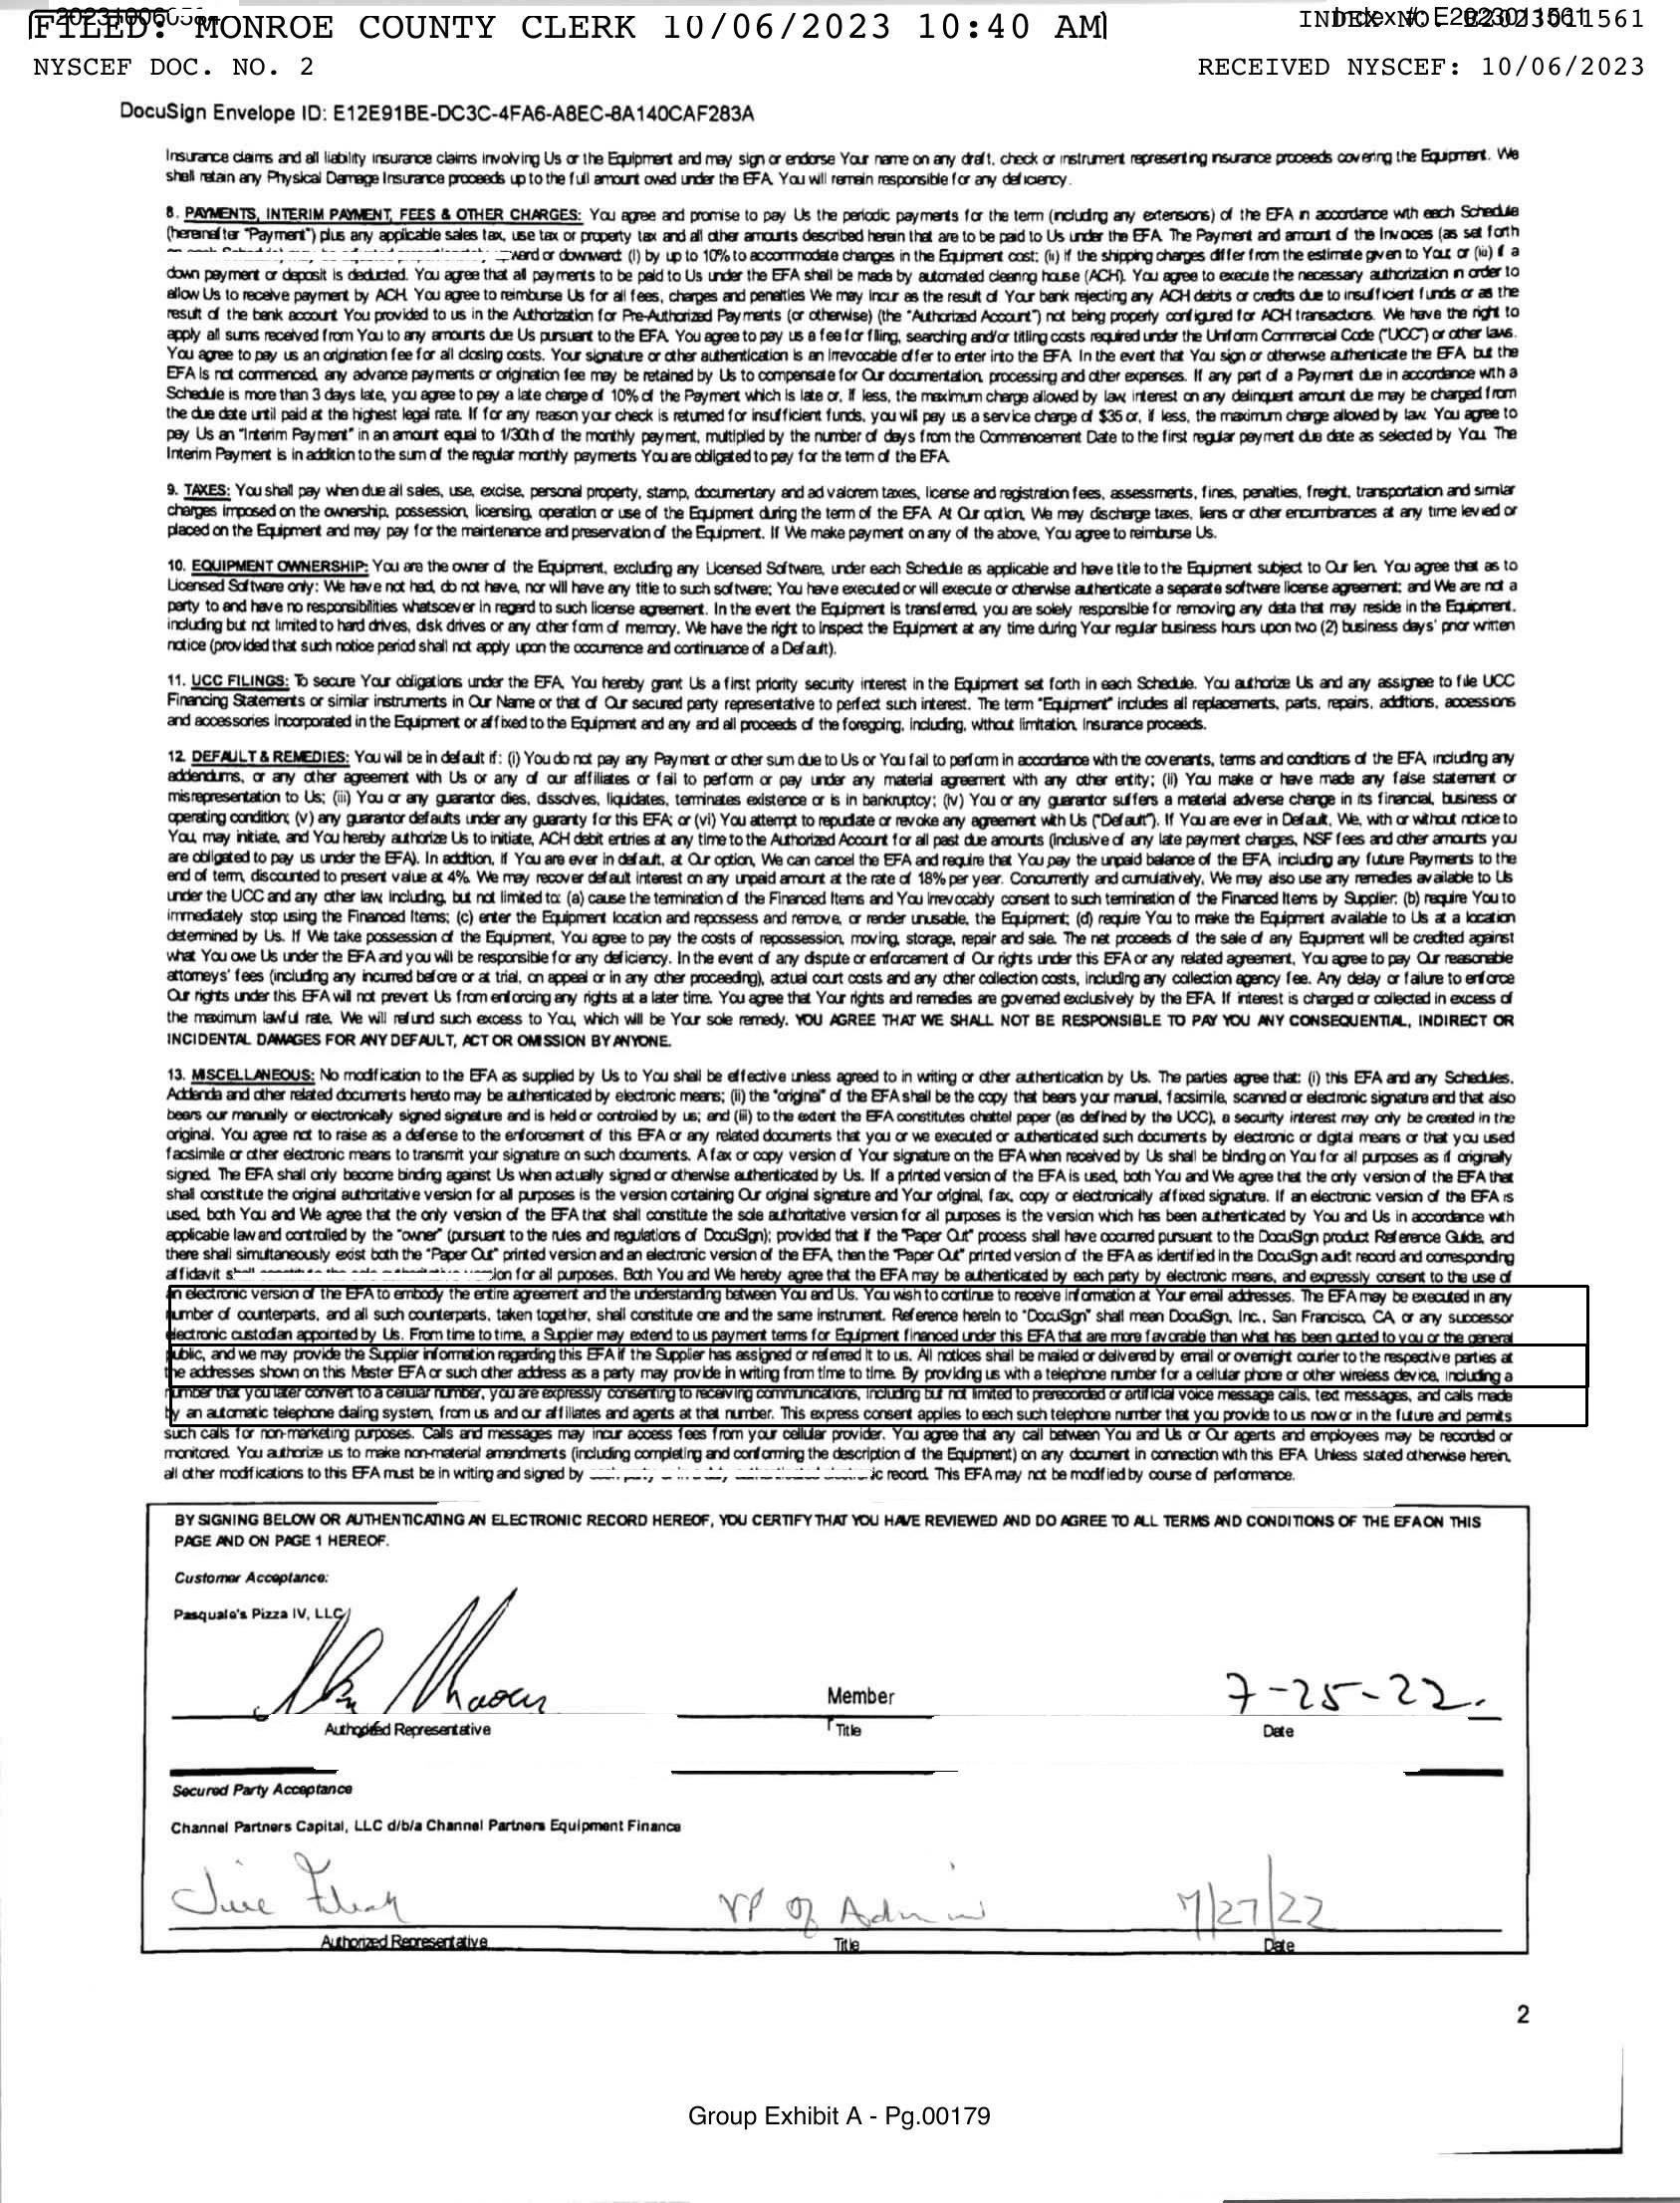 202310060564
FILED: MONROE COUNTY CLERK 10/06/2023 10:40 AM
INDEX NO. E2023011561
Index #: E2023011561
NYSCEF DOC. NO. 2
RECEIVED NYSCEF: 10/06/2023
DocuSign Envelope ID: E12E91BE-DC3C-4FA6-A8EC-8A140CAF283A
Insurance claims and all liability insurance claims involving Us or the Equipment and may sign or endorse Your name on any draft, check or instrument representing insurance proceeds covering the Equipment. We
shall retain any Physical Damage Insurance proceeds up to the full amount owed under the EFA. You will remain responsible for any deficiency.
8. PAYMENTS, INTERIM PAYMENT, FEES & OTHER CHARGES: You agree and promise to pay Us the periodic payments for the term (including any extensions) of the EFA in accordance with each Schedule
(hereinafter "Payment") plus any applicable sales tax, use tax or property tax and all other amounts described herein that are to be paid to Us under the EFA. The Payment and amount of the Invoices (as set forth
ward or downward: (i) by up to 10% to accommodate changes in the Equipment cost; (ii) if the shipping charges differ from the estimate given to You; or (iii) if a
down payment or deposit is deducted. You agree that all payments to be paid to Us under the EFA shall be made by automated clearing house (ACH). You agree to execute the necessary authorization in order to
allow Us to receive payment by ACH. You agree to reimburse Us for all fees, charges and penalties We may incur as the result of Your bank rejecting any ACH debits or credits due to insufficient funds or as the
result of the bank account You provided to us in the Authorization for Pre-Authorized Payments (or otherwise) (the "Authorized Account") not being properly configured for ACH transactions. We have the right to
apply all sums received from You to any amounts due Us pursuant to the EFA. You agree to pay us a fee for filing, searching and/or titling costs required under the Uniform Commercial Code ("UCC") or other laws.
You agree to pay us an origination fee for all closing costs. Your signature or other authentication is an irrevocable offer to enter into the EFA. In the event that You sign or otherwise authenticate the EFA, but the
EFA is not commenced, any advance payments or origination fee may be retained by Us to compensate for Our documentation, processing and other expenses. If any part of a Payment due in accordance with a
Schedule is more than 3 days late, you agree to pay a late charge of 10% of the Payment which is late or, if less, the maximum charge allowed by law; interest on any delinquent amount due may be charged from
the due date until paid at the highest legal rate. If for any reason your check is returned for insufficient funds, you will pay us a service charge of $35 or, if less, the maximum charge allowed by law. You agree to
pay Us an "Interim Payment" in an amount equal to 1/30th of the monthly payment, multiplied by the number of days from the Commencement Date to the first regular payment due date as selected by You. The
Interim Payment is in addition to the sum of the regular monthly payments You are obligated to pay for the term of the EFA.
9. TAXES: You shall pay when due all sales, use, excise, personal property, stamp, documentary and ad valorem taxes, license and registration fees, assessments, fines, penalties, freight, transportation and similar
charges imposed on the ownership, possession, licensing, operation or use of the Equipment during the term of the EFA. At Our option, We may discharge taxes, liens or other encumbrances at any time levied or
placed on the Equipment and may pay for the maintenance and preservation of the Equipment. If We make payment on any of the above, You agree to reimburse Us.
10. EQUIPMENT OWNERSHIP: You are the owner of the Equipment, excluding any Licensed Software, under each Schedule as applicable and have title to the Equipment subject to Our lien. You agree that as to
Licensed Software only: We have not had, do not have, nor will have any title to such software; You have executed or will execute or otherwise authenticate a separate software license agreement; and We are not a
party to and have no responsibilities whatsoever in regard to such license agreement. In the event the Equipment is transferred, you are solely responsible for removing any data that may reside in the Equipment,
including but not limited to hard drives, disk drives or any other form of memory. We have the right to inspect the Equipment at any time during Your regular business hours upon two (2) business days' prior written
notice (provided that such notice period shall not apply upon the occurrence and continuance of a Default).
11. UCC FILINGS: To secure Your obligations under the EFA, You hereby grant Us a first priority security interest in the Equipment set forth in each Schedule. You authorize Us and any assignee to file UCC
Financing Statements or similar instruments in Our Name or that of Our secured party representative to perfect such interest. The term "Equipment" includes all replacements, parts, repairs, additions, accessions
and accessories incorporated in the Equipment or affixed to the Equipment and any and all proceeds of the foregoing, including, without limitation, Insurance proceeds.
12. DEFAULT & REMEDIES: You will be in default if: (i) You do not pay any Payment or other sum due to Us or You fail to perform in accordance with the covenants, terms and conditions of the EFA, including any
addendums, or any other agreement with Us or any of our affiliates or fail to perform or pay under any material agreement with any other entity; (ii) You make or have made any false statement or
misrepresentation to Us; (iii) You or any guarantor dies, dissolves, liquidates, terminates existence or is in bankruptcy; (iv) You or any guarantor suffers a material adverse change in its financial, business or
operating condition; (v) any guarantor defaults under any guaranty for this EFA; or (vi) You attempt to repudiate or revoke any agreement with Us ("Default"). If You are ever in Default, We, with or without notice to
You, may initiate, and You hereby authorize Us to initiate, ACH debit entries at any time to the Authorized Account for all past due amounts (inclusive of any late payment charges, NSF fees and other amounts you
are obligated to pay us under the EFA). In addition, if You are ever in default, at Our option, We can cancel the EFA and require that You pay the unpaid balance of the EFA, including any future Payments to the
end of term, discounted to present value at 4%. We may recover default interest on any unpaid amount at the rate of 18% per year. Concurrently and cumulatively, We may also use any remedies available to Us
under the UCC and any other law, including, but not limited to: (a) cause the termination of the Financed Items and You irrevocably consent to such termination of the Financed Items by Supplier; (b) require You to
immediately stop using the Financed Items; (c) enter the Equipment location and repossess and remove, or render unusable, the Equipment; (d) require You to make the Equipment available to Us at a location
determined by Us. If We take possession of the Equipment, You agree to pay the costs of repossession, moving, storage, repair and sale. The net proceeds of the sale of any Equipment will be credited against
what You owe Us under the EFA and you will be responsible for any deficiency. In the event of any dispute or enforcement of Our rights under this EFA or any related agreement, You agree to pay Our reasonable
attorneys' fees (including any incurred before or at trial, on appeal or in any other proceeding), actual court costs and any other collection costs, including any collection agency fee. Any delay or failure to enforce
Our rights under this EFA will not prevent Us from enforcing any rights at a later time. You agree that Your rights and remedies are governed exclusively by the EFA. If interest is charged or collected in excess of
the maximum lawful rate, We will refund such excess to You, which will be Your sole remedy. YOU AGREE THAT WE SHALL NOT BE RESPONSIBLE TO PAY YOU ANY CONSEQUENTIAL, INDIRECT OR
INCIDENTAL DAMAGES FOR ANY DEFAULT, ACT OR OMISSION BY ANYONE.
13. MISCELLANEOUS: No modification to the EFA as supplied by Us to You shall be effective unless agreed to in writing or other authentication by Us. The parties agree that: (i) this EFA and any Schedules,
Addenda and other related documents hereto may be authenticated by electronic means; (ii) the "original" of the EFA shall be the copy that bears your manual, facsimile, scanned or electronic signature and that also
bears our manually or electronically signed signature and is held or controlled by us; and (iii) to the extent the EFA constitutes chattel paper (as defined by the UCC), a security interest may only be created in the
original. You agree not to raise as a defense to the enforcement of this EFA or any related documents that you or we executed or authenticated such documents by electronic or digital means or that you used
facsimile or other electronic means to transmit your signature on such documents. A fax or copy version of Your signature on the EFA when received by Us shall be binding on You for all purposes as if originally
signed. The EFA shall only become binding against Us when actually signed or otherwise authenticated by Us. If a printed version of the EFA is used, both You and We agree that the only version of the EFA that
shall constitute the original authoritative version for all purposes is the version containing Our original signature and Your original, fax, copy or electronically affixed signature. If an electronic version of the EFA is
used, both You and We agree that the only version of the EFA that shall constitute the sole authoritative version for all purposes is the version which has been authenticated by You and Us in accordance with
applicable law and controlled by the "owner" (pursuant to the rules and regulations of DocuSign); provided that if the "Paper Out" process shall have occurred pursuant to the DocuSign product Reference Guide, and
there shall simultaneously exist both the "Paper Out" printed version and an electronic version of the EFA, then the "Paper Out" printed version of the EFA as identified in the DocuSign audit record and corresponding
affidavit for all purposes. Both You and We hereby agree that the EFA may be authenticated by each party by electronic means, and expressly consent to the use of
an electronic version of the EFA to embody the entire agreement and the understanding between You and Us. You wish to continue to receive information at Your email addresses. The EFA may be executed in any
number of counterparts, and all such counterparts, taken together, shall constitute one and the same instrument. Reference herein to "DocuSign" shall mean DocuSign, Inc., San Francisco, CA, or any successor
electronic custodian appointed by Us. From time to time, a Supplier may extend to us payment terms for Equipment financed under this EFA that are more favorable than what has been quoted to you or the general
public, and we may provide the Supplier information regarding this EFA if the Supplier has assigned or referred it to us. All notices shall be mailed or delivered by email or overnight courier to the respective parties at
the addresses shown on this Master EFA or such other address as a party may provide in writing from time to time. By providing us with a telephone number for a cellular phone or other wireless device, including a
number that you later convert to a cellular number, you are expressly consenting to receiving communications, including but not limited to prerecorded or artificial voice message calls, text messages, and calls made
by an automatic telephone dialing system, from us and our affiliates and agents at that number. This express consent applies to each such telephone number that you provide to us now or in the future and permits
such calls for non-marketing purposes. Calls and messages may incur access fees from your cellular provider. You agree that any call between You and Us or Our agents and employees may be recorded or
monitored. You authorize us to make non-material amendments (including completing and conforming the description of the Equipment) on any document in connection with this EFA. Unless stated otherwise herein,
all other modifications to this EFA must be in writing and signed by record. This EFA may not be modified by course of performance.
BY SIGNING BELOW OR AUTHENTICATING AN ELECTRONIC RECORD HEREOF, YOU CERTIFY THAT YOU HAVE REVIEWED AND DO AGREE TO ALL TERMS AND CONDITIONS OF THE EFA ON THIS
PAGE AND ON PAGE 1 HEREOF.
Customer Acceptance:
Pasquale's Pizza IV, LLC
Member
7-25-22.
Authorized Representative
Title
Date
Secured Party Acceptance
Channel Partners Capital, LLC d/b/a Channel Partners Equipment Finance
VP of Admin
7/27/22
Authorized Representative
Title
Date
2
Group Exhibit A - Pg.00179